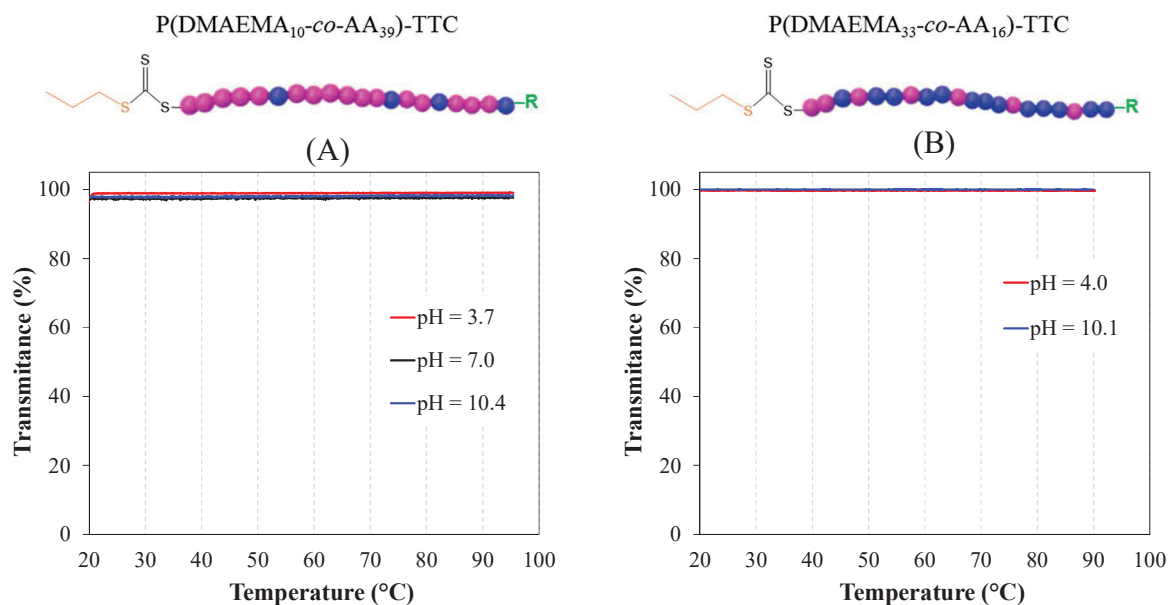 P(DMAEMA₁₀-co-AA₃₉)-TTC
S
S
S
R
(A)
100
80
60
40
20
0
Transmitance (%)
pH = 3.7
pH = 7.0
pH = 10.4
20 30 40 50 60 70 80 90 100
Temperature (°C)
P(DMAEMA₃₃-co-AA₁₆)-TTC
S
S
S
R
(B)
100
80
60
40
20
0
Transmitance (%)
pH = 4.0
pH = 10.1
20 30 40 50 60 70 80 90 100
Temperature (°C)